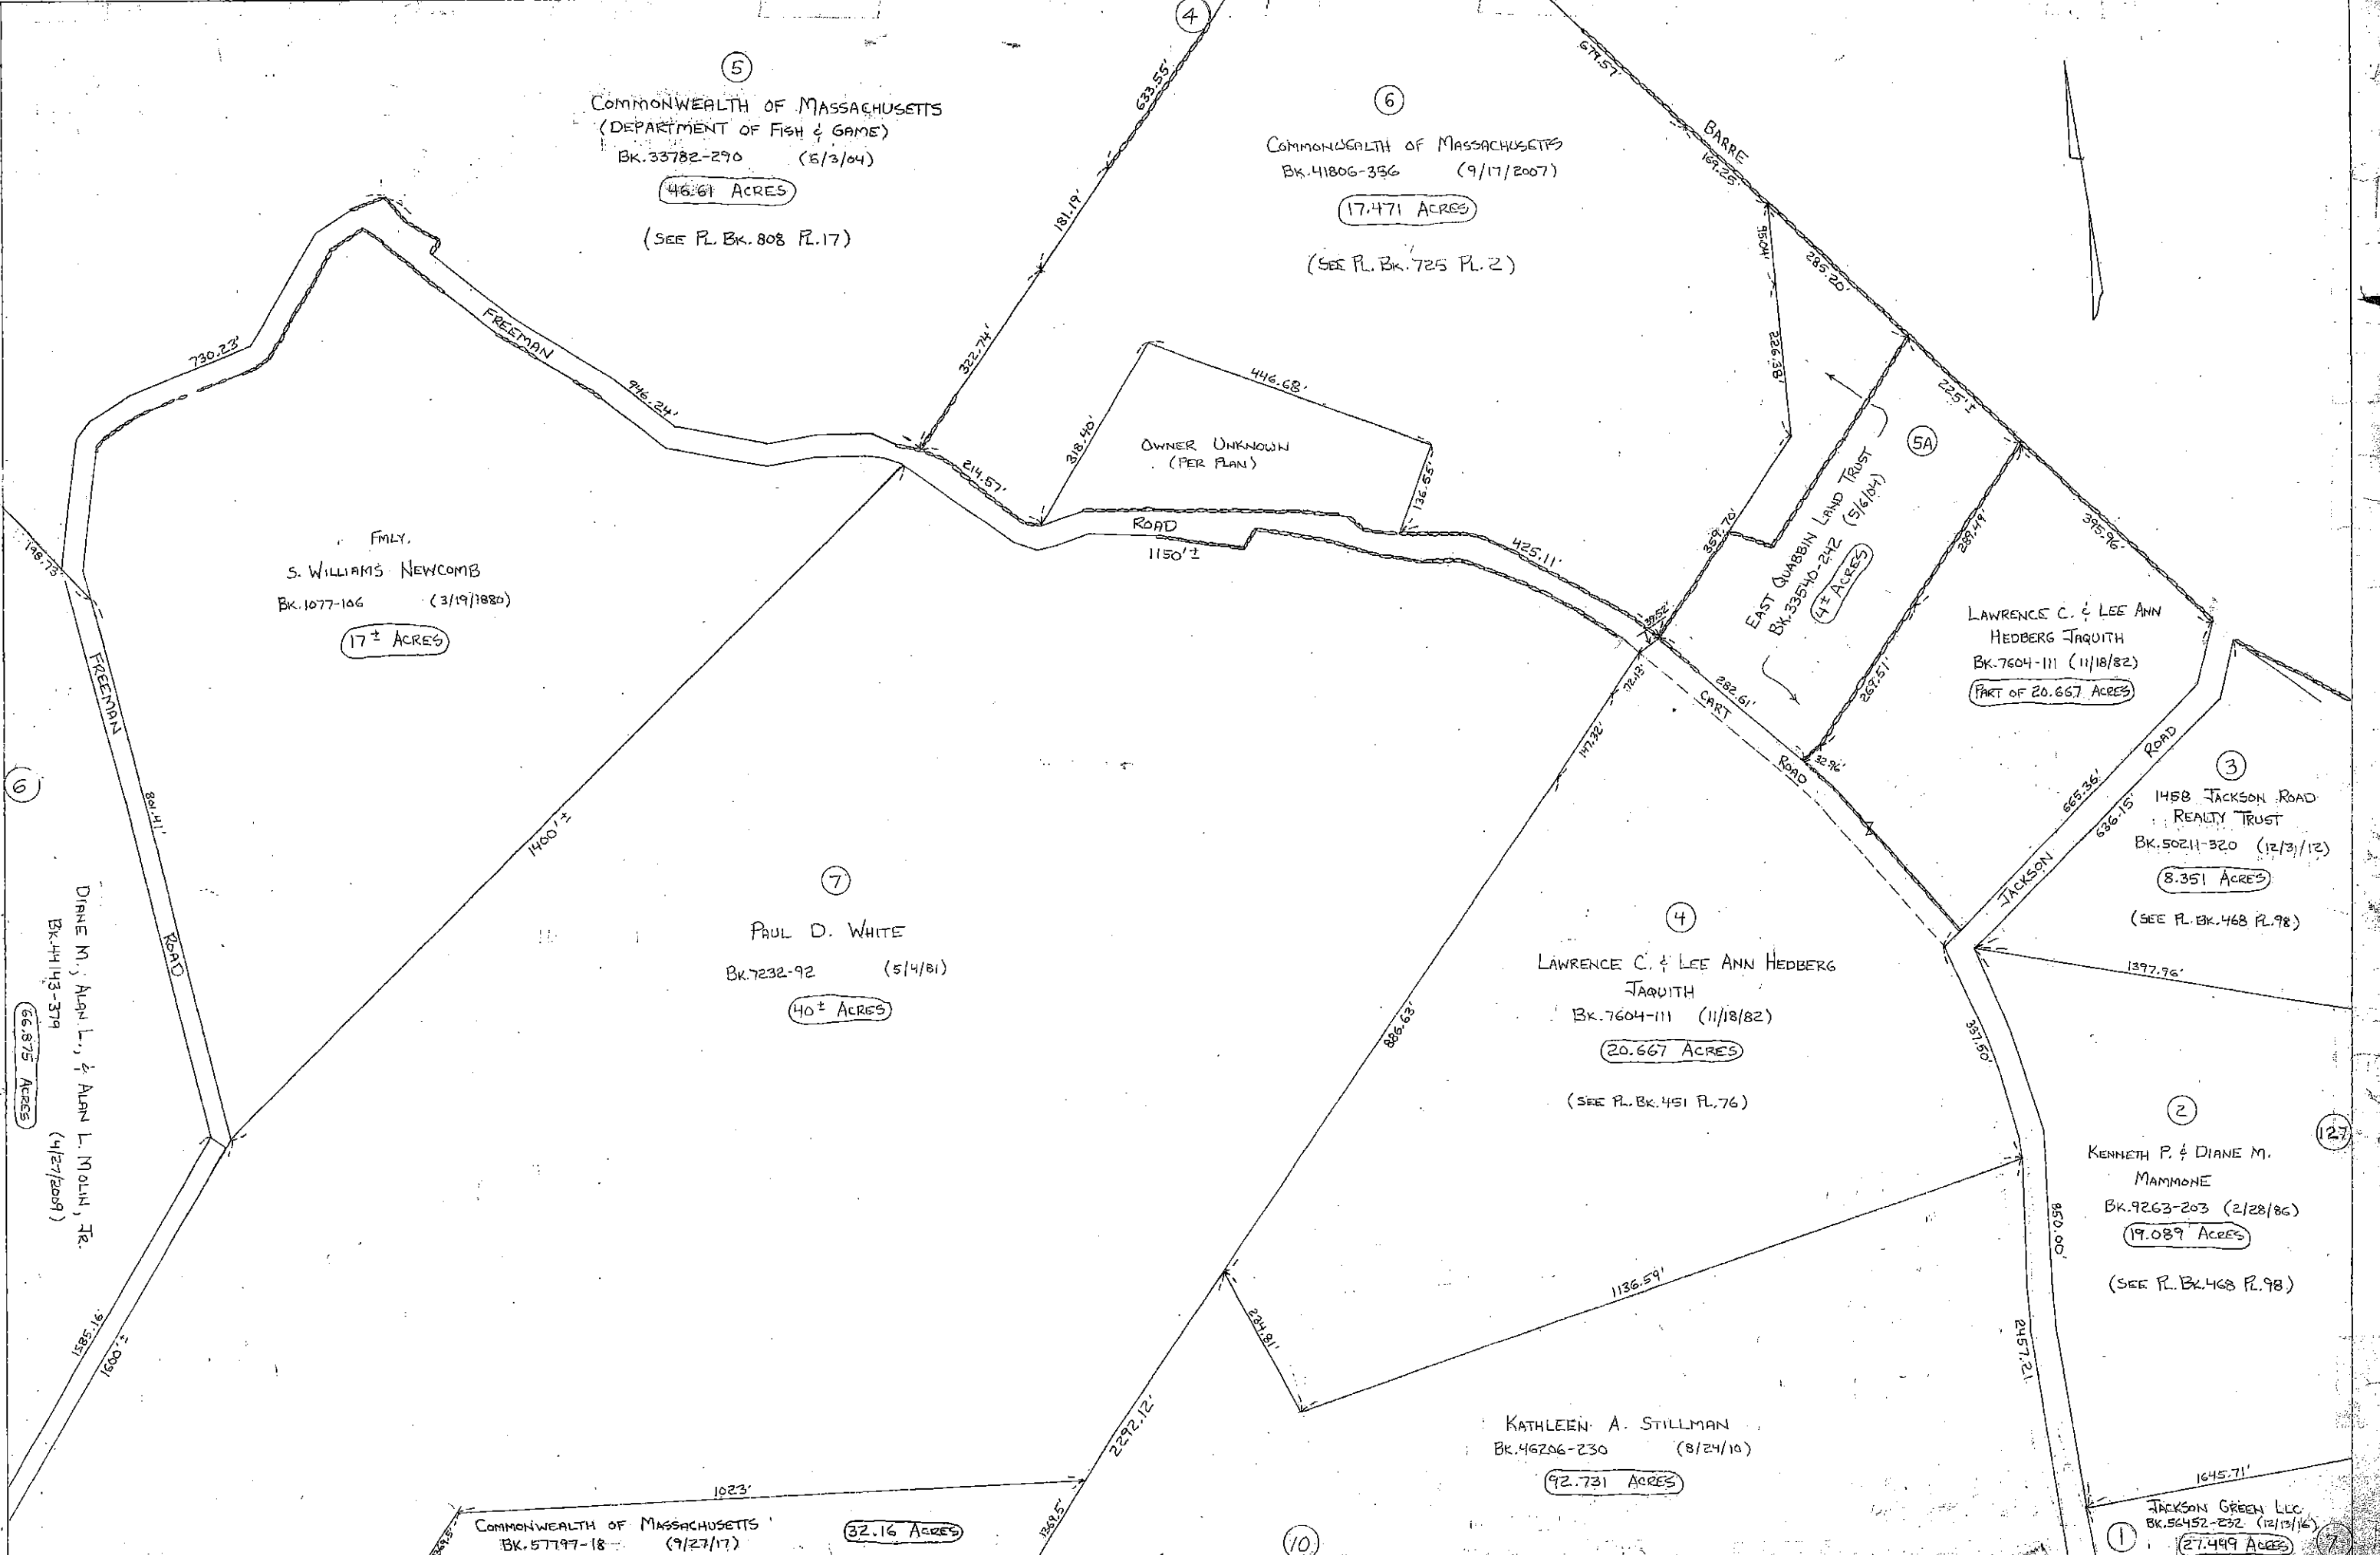 4
5
COMMONWEALTH OF MASSACHUSETTS
(DEPARTMENT OF FISH & GAME)
BK.33782-290 (5/3/04)
46.61 ACRES
(SEE PL. BK. 808 PL.17)
633.55'
181.19'
322.74'
6
COMMONWEALTH OF MASSACHUSETTS
BK.41806-356 (9/17/2007)
17.471 ACRES
(SEE PL. BK. 725 PL. 2)
679.57'
BARRE
169.25'
95.04'
285.20'
226.38'
225'±
395.96'
730.23'
FREEMAN
946.24'
214.57'
318.40'
446.68'
136.55'
OWNER UNKNOWN
(PER PLAN)
ROAD
1150'±
425.11'
359.70'
5A
EAST QUABBIN LAND TRUST
BK.33540-242 (5/6/04)
4± ACRES
289.49'
269.51'
282.61'
CART
ROAD
32.96'
72.13'
147.32'
LAWRENCE C. & LEE ANN
HEDBERG JAQUITH
BK.7604-111 (11/18/82)
PART OF 20.667 ACRES
665.36'
636.15'
JACKSON
ROAD
3
1458 JACKSON ROAD
REALTY TRUST
BK.50211-320 (12/31/12)
8.351 ACRES
(SEE PL. BK.468 PL.98)
1397.96'
198.73'
FMLY.
S. WILLIAMS NEWCOMB
BK.1077-106 (3/19/1880)
17± ACRES
FREEMAN
801.41'
ROAD
1400'±
6
DIANE M.; ALAN L., & ALAN L. MOLIN, JR.
BK.44143-379 (4/27/2009)
66.875 ACRES
1585.16'
1600'±
7
PAUL D. WHITE
BK.7232-92 (5/4/81)
40± ACRES
886.63'
4
LAWRENCE C. & LEE ANN HEDBERG
JAQUITH
BK.7604-111 (11/18/82)
20.667 ACRES
(SEE PL. BK. 451 PL.76)
337.50'
2
127
KENNETH P. & DIANE M.
MAMMONE
BK.9263-203 (2/28/86)
19.089 ACRES
(SEE PL. BK.468 PL.98)
850.00'
2457.21
1136.59'
234.81'
2292.12'
KATHLEEN A. STILLMAN
BK.46206-230 (8/24/10)
92.731 ACRES
10
1023'
1369.5'
COMMONWEALTH OF MASSACHUSETTS
BK.57797-18 (9/27/17)
32.16 ACRES
1645.71'
JACKSON GREEN LLC
BK.56452-232 (12/13/16)
27.499 ACRES
1